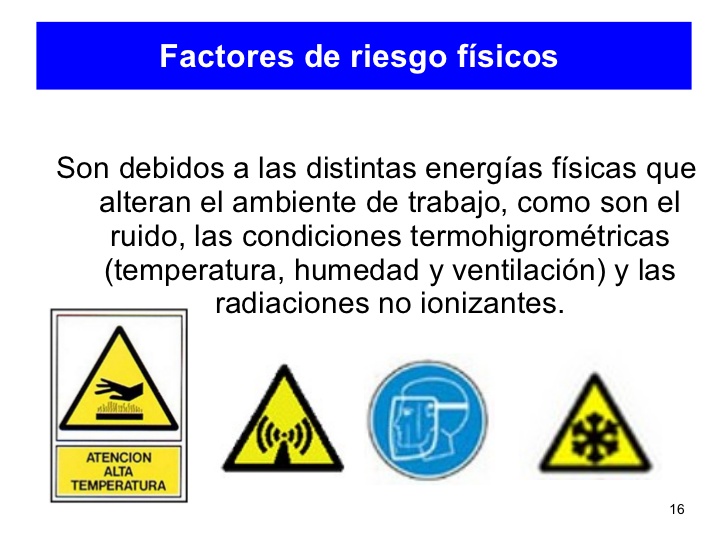 Factores de riesgo físicos
Son debidos a las distintas energías físicas que
alteran el ambiente de trabajo, como son el
ruido, las condiciones termohigrométricas
(temperatura, humedad y ventilación) y las
radiaciones no ionizantes.
ATENCION
ALTA
TEMPERATURA
16